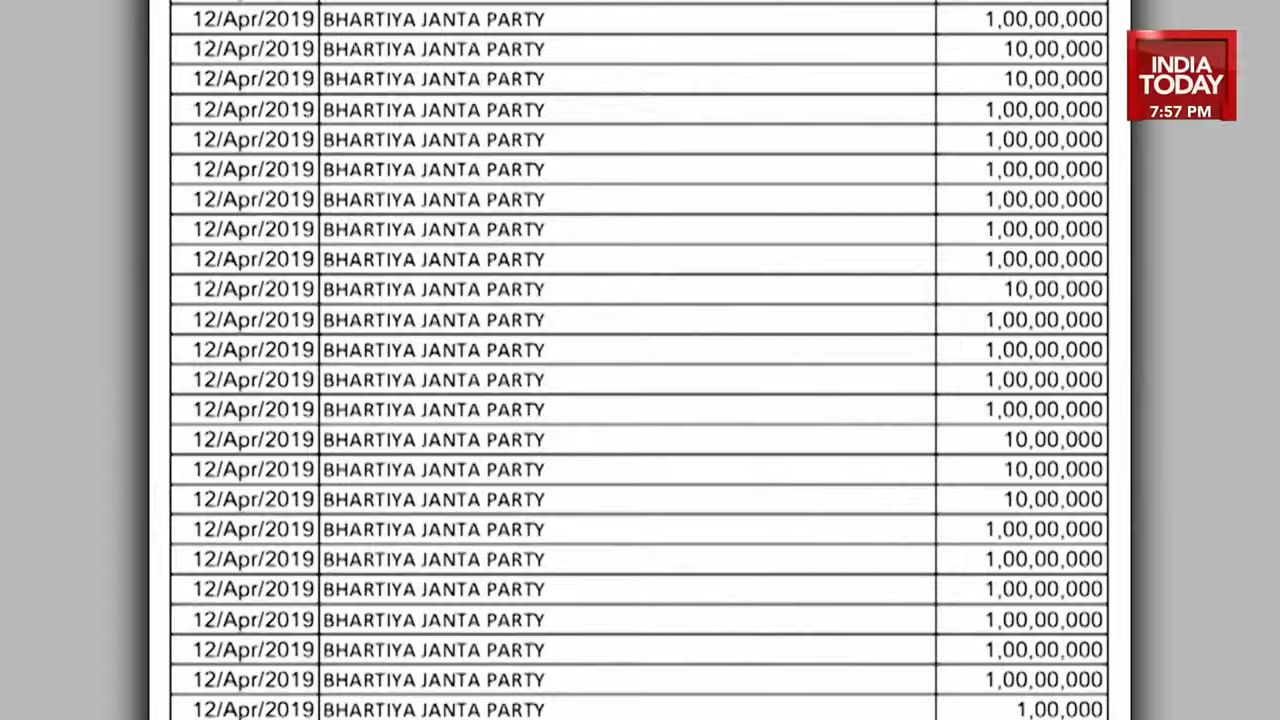 12/Apr/2019 BHARTIYA JANTA PARTY 1,00,00,000
12/Apr/2019 BHARTIYA JANTA PARTY 10,00,000
12/Apr/2019 BHARTIYA JANTA PARTY 10,00,000
12/Apr/2019 BHARTIYA JANTA PARTY 1,00,00,000
12/Apr/2019 BHARTIYA JANTA PARTY 1,00,00,000
12/Apr/2019 BHARTIYA JANTA PARTY 1,00,00,000
12/Apr/2019 BHARTIYA JANTA PARTY 1,00,00,000
12/Apr/2019 BHARTIYA JANTA PARTY 1,00,00,000
12/Apr/2019 BHARTIYA JANTA PARTY 1,00,00,000
12/Apr/2019 BHARTIYA JANTA PARTY 10,00,000
12/Apr/2019 BHARTIYA JANTA PARTY 1,00,00,000
12/Apr/2019 BHARTIYA JANTA PARTY 1,00,00,000
12/Apr/2019 BHARTIYA JANTA PARTY 1,00,00,000
12/Apr/2019 BHARTIYA JANTA PARTY 1,00,00,000
12/Apr/2019 BHARTIYA JANTA PARTY 10,00,000
12/Apr/2019 BHARTIYA JANTA PARTY 10,00,000
12/Apr/2019 BHARTIYA JANTA PARTY 10,00,000
12/Apr/2019 BHARTIYA JANTA PARTY 1,00,00,000
12/Apr/2019 BHARTIYA JANTA PARTY 1,00,00,000
12/Apr/2019 BHARTIYA JANTA PARTY 1,00,00,000
12/Apr/2019 BHARTIYA JANTA PARTY 1,00,00,000
12/Apr/2019 BHARTIYA JANTA PARTY 1,00,00,000
12/Apr/2019 BHARTIYA JANTA PARTY 1,00,00,000
12/Apr/2019 BHARTIYA JANTA PARTY 1,00,000
INDIA
TODAY
7:57 PM